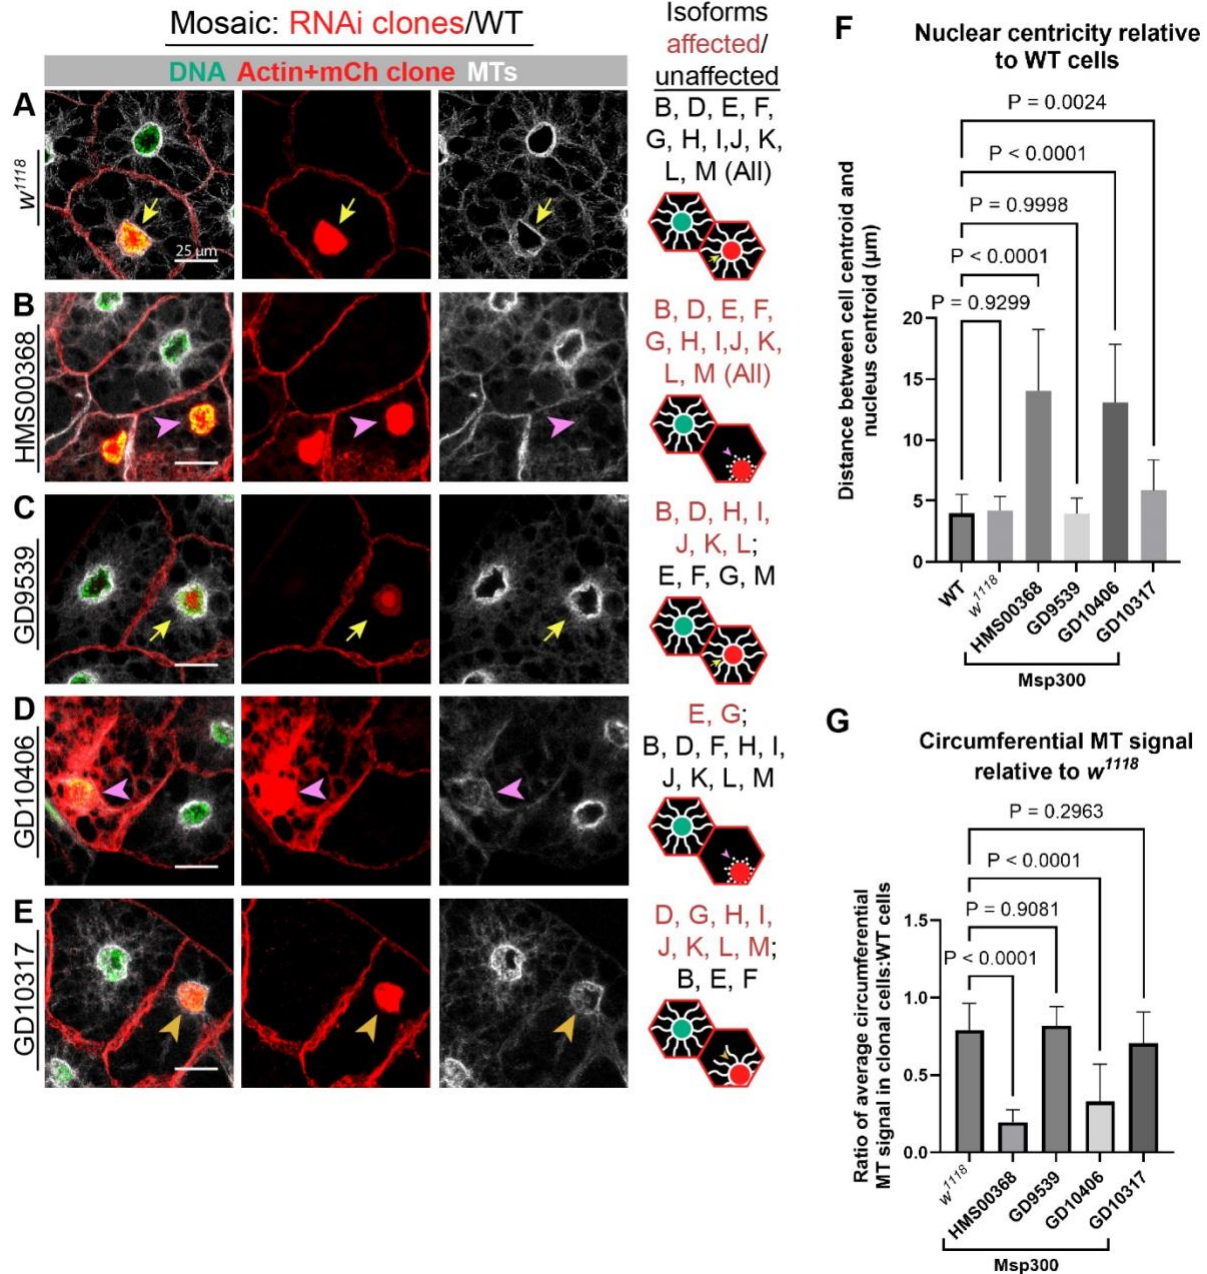 Mosaic: RNAi clones/WT
DNA Actin+mCh clone MTs
Isoforms
affected/
unaffected
A
w1118
25 µm
B, D, E, F,
G, H, I,J, K,
L, M (All)
B
HMS00368
B, D, E, F,
G, H, I,J, K,
L, M (All)
C
GD9539
B, D, H, I,
J, K, L;
E, F, G, M
D
GD10406
E, G;
B, D, F, H, I,
J, K, L, M
E
GD10317
D, G, H, I,
J, K, L, M;
B, E, F
F
Nuclear centricity relative
to WT cells
P = 0.0024
P < 0.0001
P = 0.9998
P < 0.0001
P = 0.9299
Distance between cell centroid and
nucleus centroid (µm)
20
15
10
5
0
WT
w1118
HMS00368
GD9539
GD10406
GD10317
Msp300
G
Circumferential MT signal
relative to w1118
P = 0.2963
P < 0.0001
P = 0.9081
P < 0.0001
Ratio of average circumferential
MT signal in clonal cells:WT cells
1.5
1.0
0.5
0.0
w1118
HMS00368
GD9539
GD10406
GD10317
Msp300